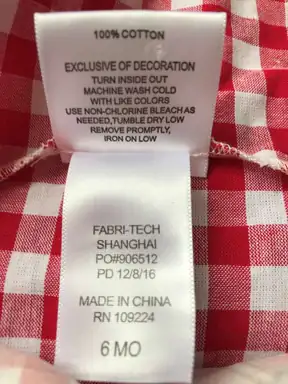 100% COTTON
EXCLUSIVE OF DECORATION
TURN INSIDE OUT
MACHINE WASH COLD
WITH LIKE COLORS
USE NON-CHLORINE BLEACH AS
NEEDED,TUMBLE DRY LOW
REMOVE PROMPTLY,
IRON ON LOW
FABRI-TECH
SHANGHAI
PO#906512
PD 12/8/16
MADE IN CHINA
RN 109224
6 MO